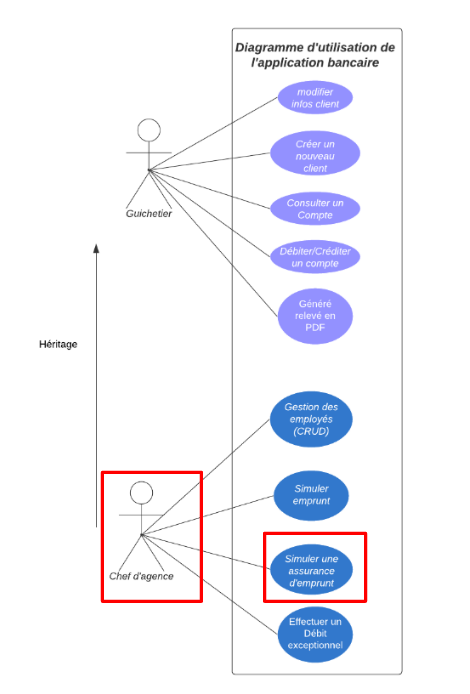 Diagramme d'utilisation de
l'application bancaire
modifier
infos client
Créer un
nouveau
client
Guichetier
Consulter un
Compte
Débiter/Créditer
un compte
Généré
relevé en
PDF
Héritage
Gestion des
employés
(CRUD)
Simuler
emprunt
Chef d'agence
Simuler une
assurance
d'emprunt
Effectuer un
Débit
exceptionnel